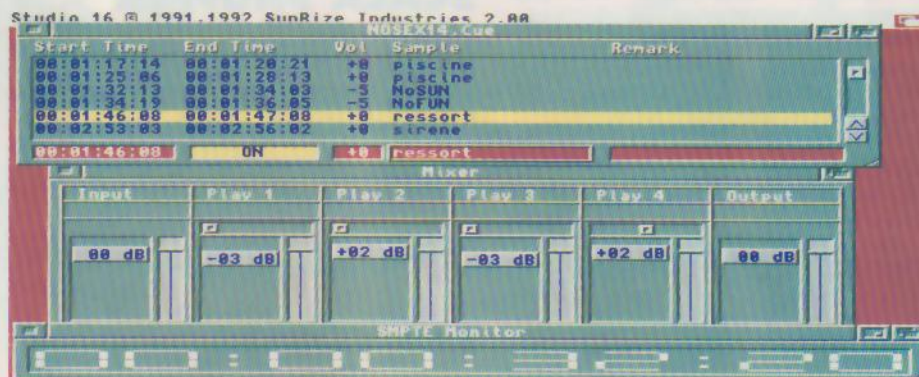 Studio 16 © 1991,1992 SunRize Industries 2.00
NOSEX14.Cue
Start Time End Time Vol Sample Remark
00:01:17:14 00:01:20:21 +0 piscine
00:01:25:06 00:01:28:13 +0 piscine
00:01:32:13 00:01:34:03 -5 NoSUN
00:01:34:19 00:01:36:05 -5 NoFUN
00:01:46:08 00:01:47:08 +0 ressort
00:02:53:03 00:02:56:02 +0 sirene
00:01:46:08 ON +0 ressort
Mixer
Input Play 1 Play 2 Play 3 Play 4 Output
00 dB -03 dB +02 dB -03 dB +02 dB 00 dB
SMPTE Monitor
00:00:32:20